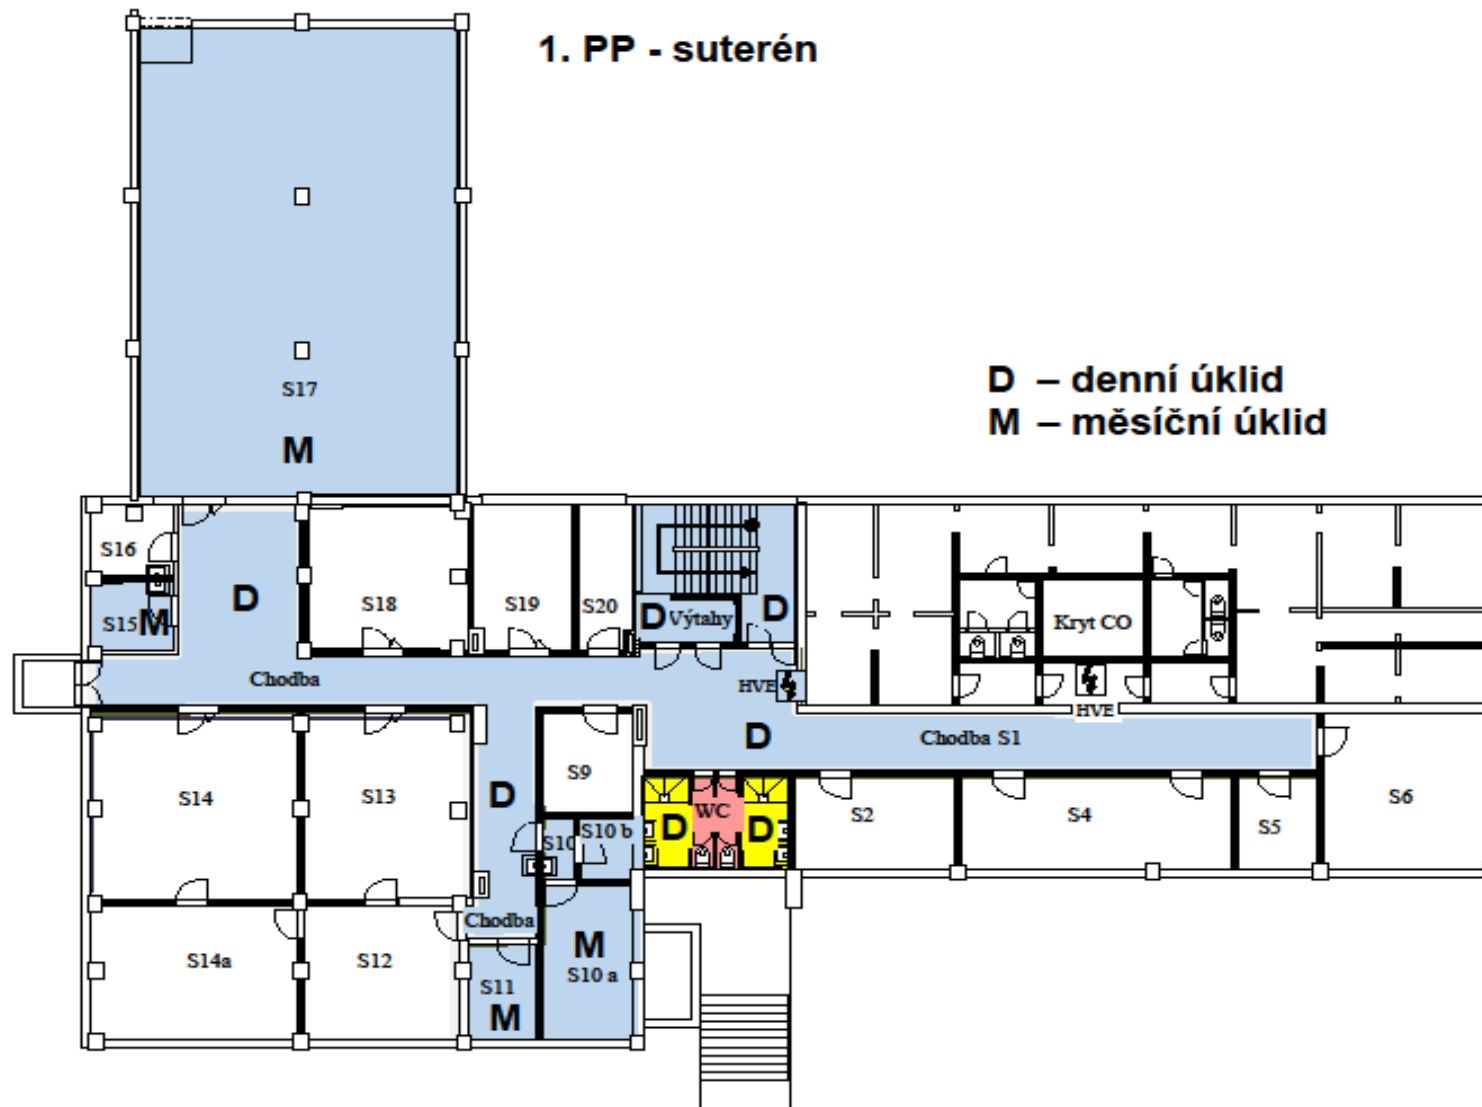 1. PP - suterén
S17
M
D – denní úklid
M – měsíční úklid
S16
S15
M
D
S18
S19
S20
D
Výtahy
D
Kryt CO
Chodba
HVE
HVE
D
Chodba S1
S14
S13
D
S9
S10
S10 b
D
WC
D
S2
S4
S5
S6
Chodba
S14a
S12
S11
M
M
S10 a